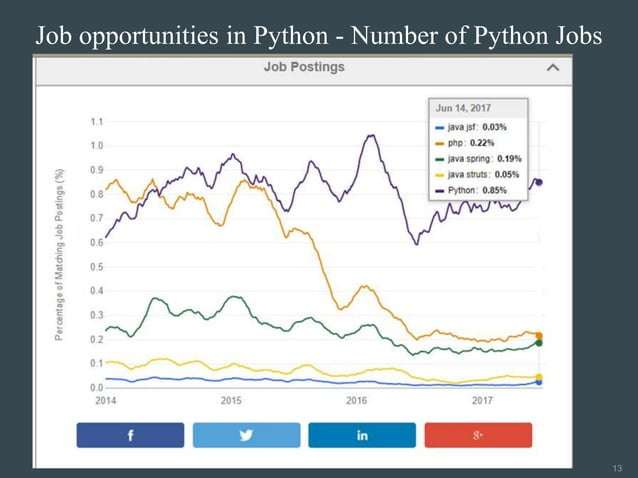 Job opportunities in Python - Number of Python Jobs
Job Postings
Jun 14, 2017
java jsf: 0.03%
php: 0.22%
java spring: 0.19%
java struts: 0.05%
Python: 0.85%
Percentage of Matching Job Postings (%)
1.1
1.0
0.9
0.8
0.7
0.6
0.5
0.4
0.3
0.2
0.1
0.0
2014 2015 2016 2017
f in g+
13